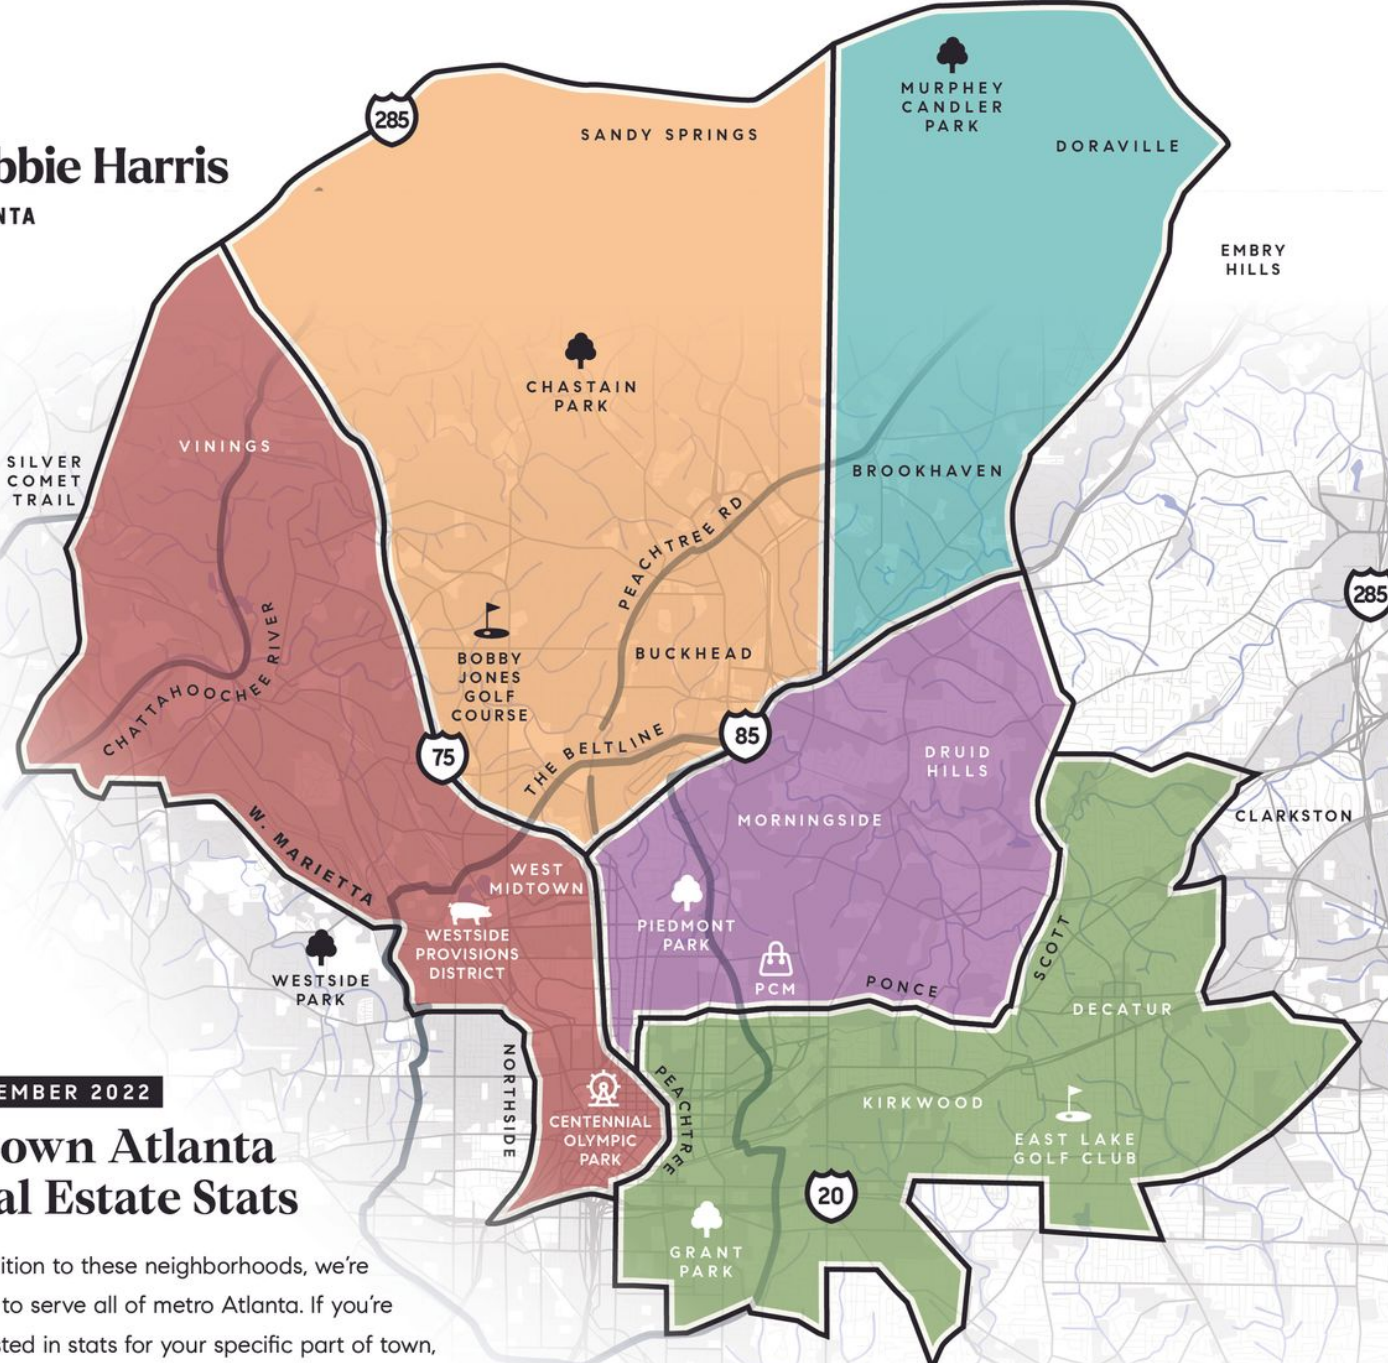 285
MURPHEY
CANDLER
PARK
SANDY SPRINGS
DORAVILLE
bbie Harris
NTA
EMBRY
HILLS
CHASTAIN
PARK
VININGS
SILVER
COMET
TRAIL
BROOKHAVEN
PEACHTREE RD
285
CHATTAHOOCHEE RIVER
BOBBY
JONES
GOLF
COURSE
BUCKHEAD
THE BELTLINE
85
75
DRUID
HILLS
MORNINGSIDE
CLARKSTON
W. MARIETTA
WEST
MIDTOWN
WESTSIDE
PROVISIONS
DISTRICT
PIEDMONT
PARK
PCM
PONCE
SCOTT
WESTSIDE
PARK
DECATUR
NORTHSIDE
PEACHTREE
CENTENNIAL
OLYMPIC
PARK
KIRKWOOD
EAST LAKE
GOLF CLUB
20
GRANT
PARK
EMBER 2022
own Atlanta
al Estate Stats
ition to these neighborhoods, we're
to serve all of metro Atlanta. If you're
sted in stats for your specific part of town,